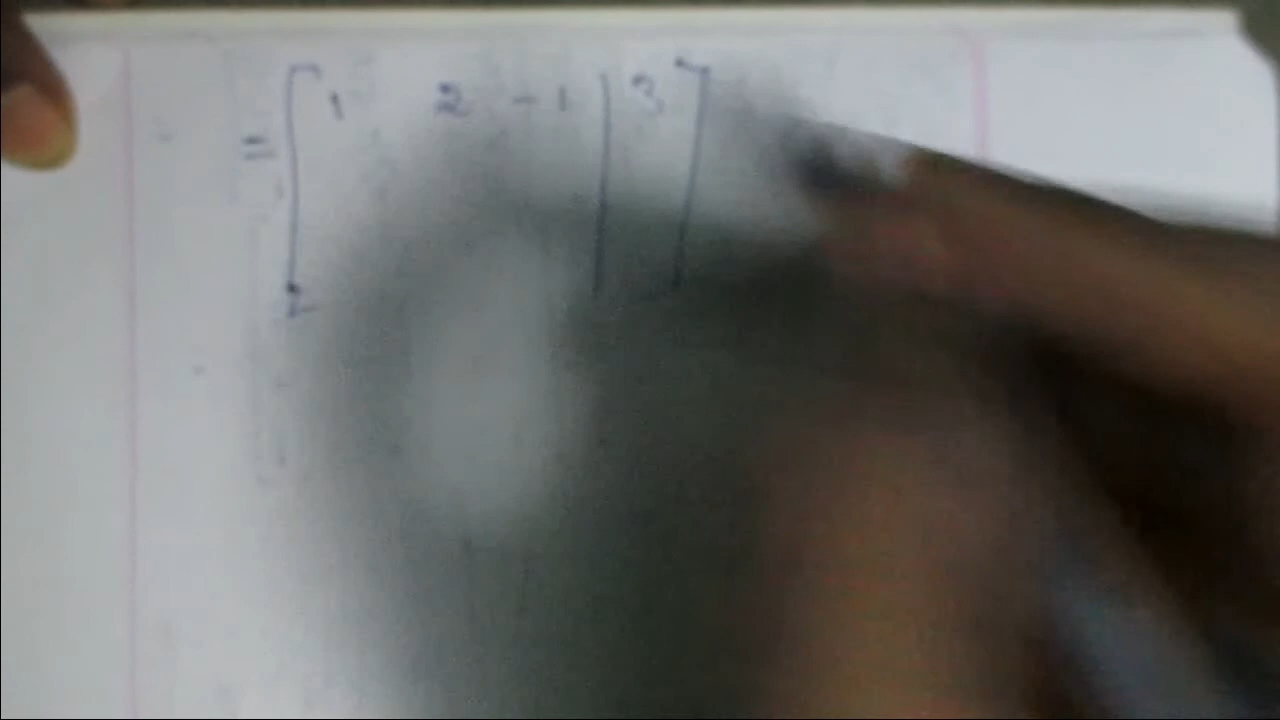 = [ 1 2 -1 | 3 ]